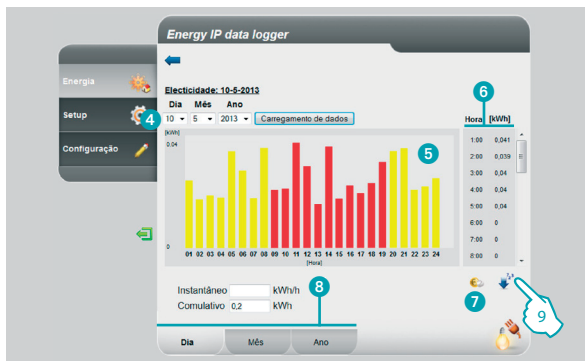 Energy IP data logger
Energia
Setup
Configuração
Electicidade: 10-5-2013
Dia Mês Ano
4 10 5 2013 Carregamento de dados
[kWh]
0.04
0
5
01 02 03 04 05 06 07 08 09 10 11 12 13 14 15 16 17 18 19 20 21 22 23 24
[Hora]
6
Hora [kWh]
1:00 0,041
2:00 0,039
3:00 0,04
4:00 0,04
5:00 0,04
6:00 0
7:00 0
8:00 0
7
9
8
Instantâneo kWh/h
Comulativo 0,2 kWh
Dia Mês Ano